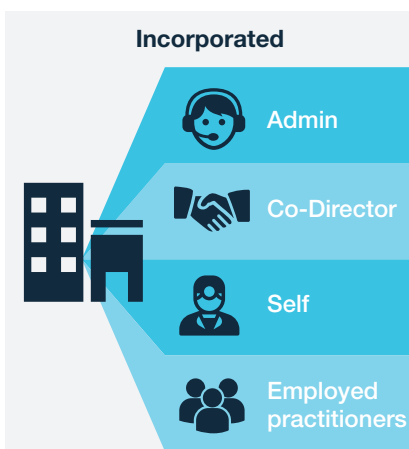 Incorporated
Admin
Co-Director
Self
Employed
practitioners